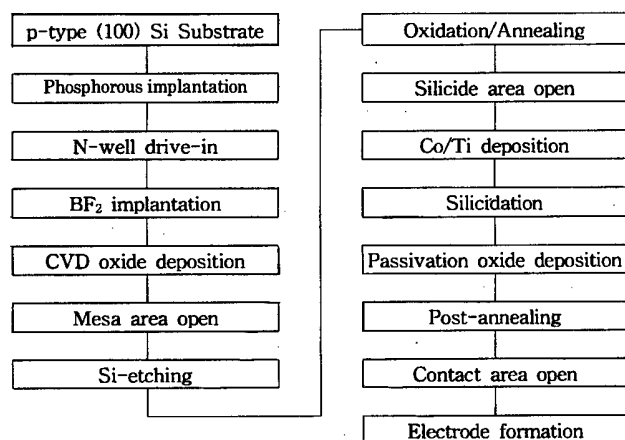 p-type (100) Si Substrate
Phosphorous implantation
N-well drive-in
BF₂ implantation
CVD oxide deposition
Mesa area open
Si-etching
Oxidation/Annealing
Silicide area open
Co/Ti deposition
Silicidation
Passivation oxide deposition
Post-annealing
Contact area open
Electrode formation